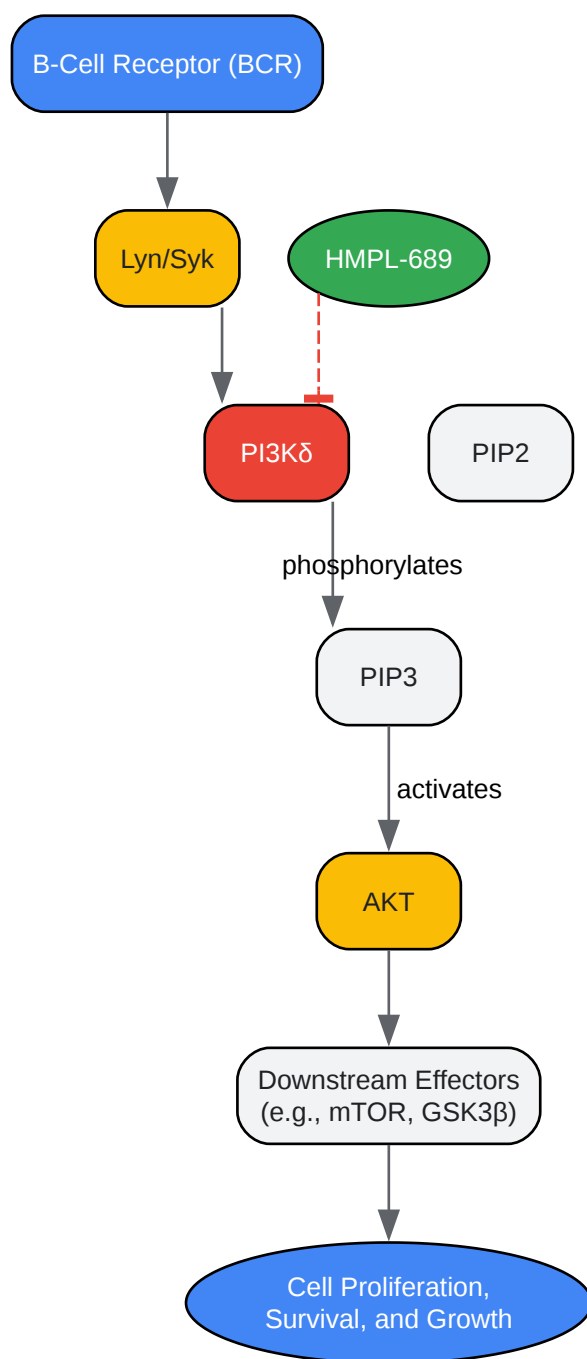 B-Cell Receptor (BCR)
Lyn/Syk
HMPL-689
PI3Kδ
PIP2
phosphorylates
PIP3
activates
AKT
Downstream Effectors
(e.g., mTOR, GSK3β)
Cell Proliferation,
Survival, and Growth